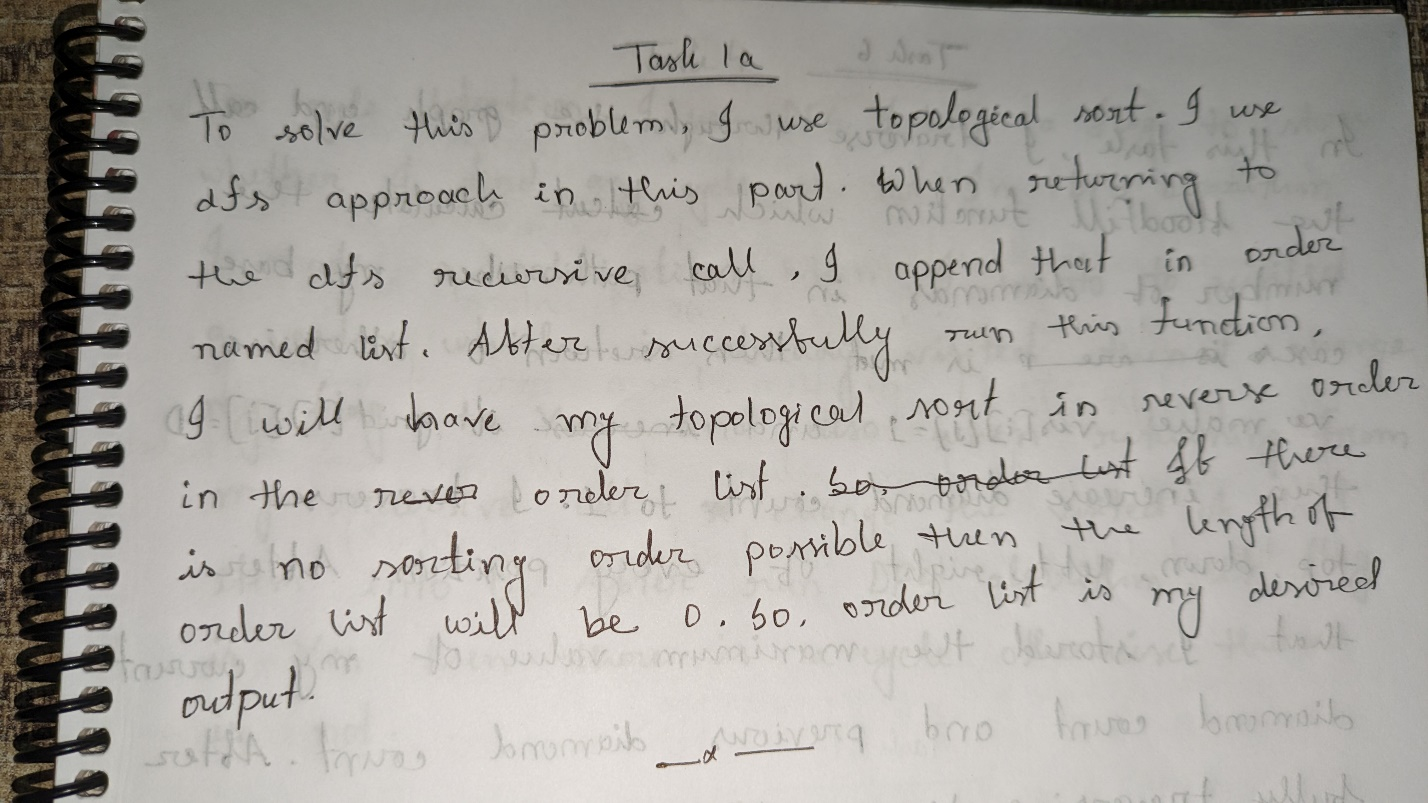 Task 1a
To solve this problem, I use topological sort. I use
dfs approach in this part. When returning to
the dfs recursive call, I append that in order
named list. After successfully run this function,
I will have my topological sort in reverse order
in the rever order list. So, order list If there
is no sorting order possible then the length of
order list will be 0. So, order list is my desired
output.